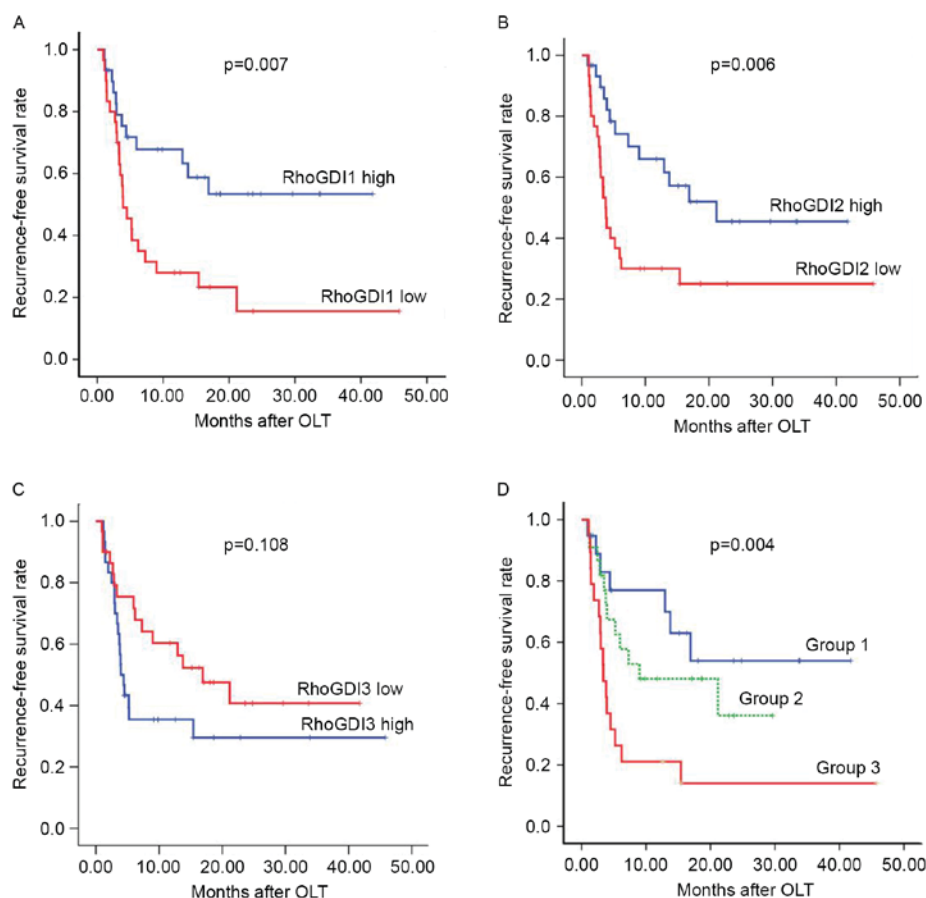 A
p=0.007
Recurrence-free survival rate
1.0
0.8
0.6
0.4
0.2
0.0
RhoGDI1 high
RhoGDI1 low
0.00 10.00 20.00 30.00 40.00 50.00
Months after OLT
B
p=0.006
Recurrence-free survival rate
1.0
0.8
0.6
0.4
0.2
0.0
RhoGDI2 high
RhoGDI2 low
0.00 10.00 20.00 30.00 40.00 50.00
Months after OLT
C
p=0.108
Recurrence-free survival rate
1.0
0.8
0.6
0.4
0.2
0.0
RhoGDI3 low
RhoGDI3 high
0.00 10.00 20.00 30.00 40.00 50.00
Months after OLT
D
p=0.004
Recurrence-free survival rate
1.0
0.8
0.6
0.4
0.2
0.0
Group 1
Group 2
Group 3
0.00 10.00 20.00 30.00 40.00 50.00
Months after OLT